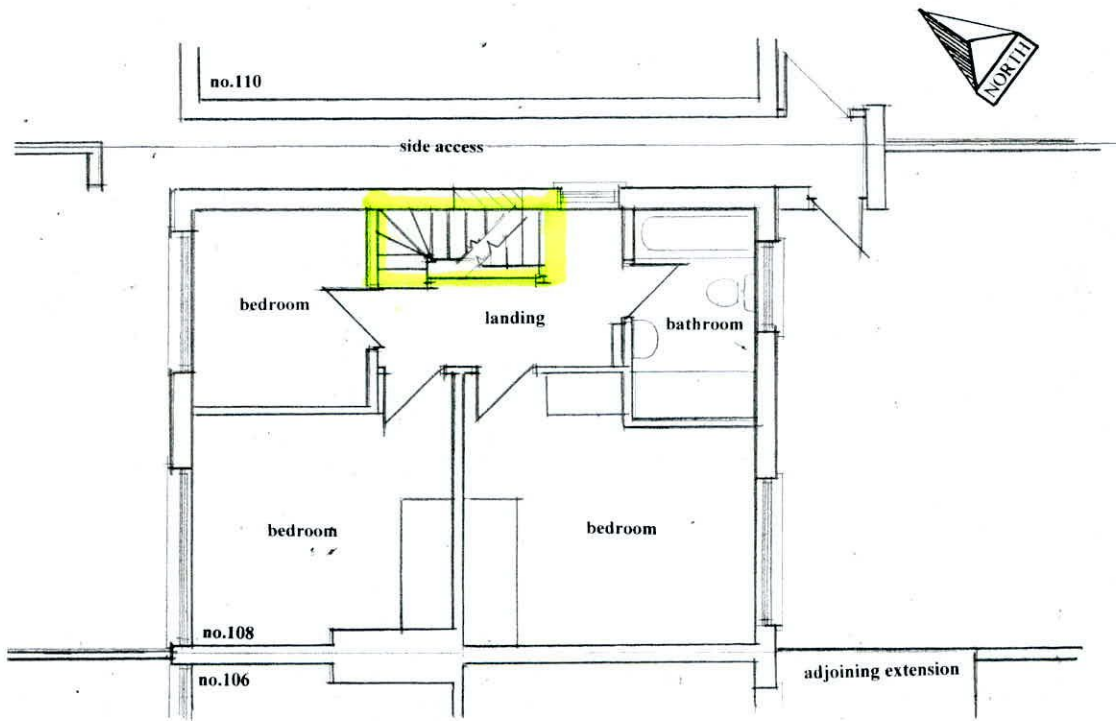 no.110
NORTH
side access
bedroom
landing
bathroom
bedroom
bedroom
no.108
no.106
adjoining extension